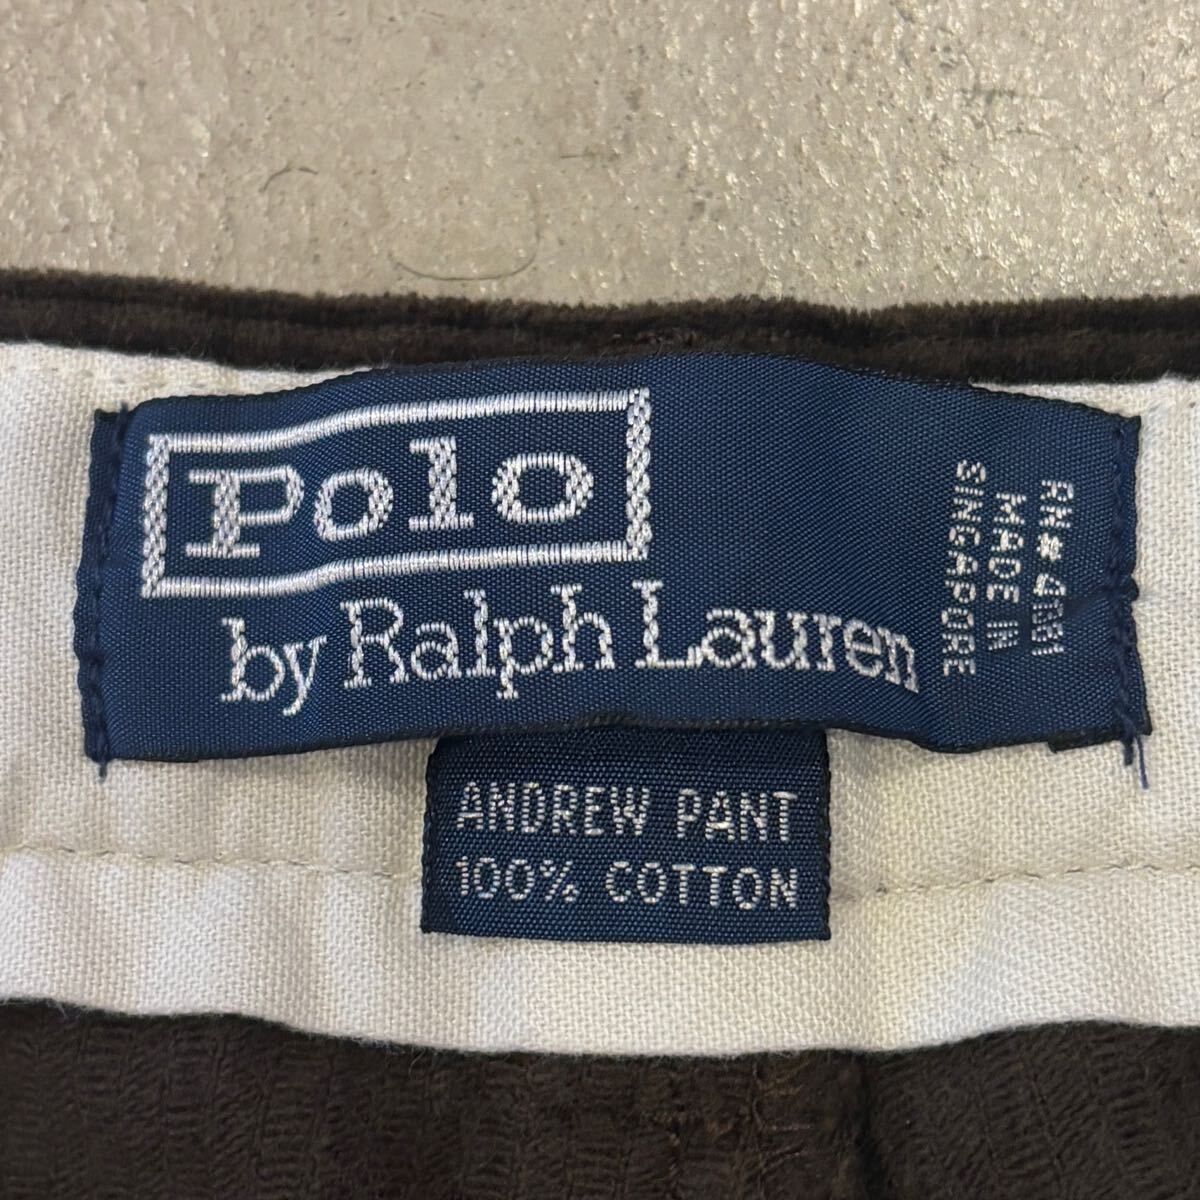 Polo
by Ralph Lauren
RN#41381
MADE IN
SINGAPORE
ANDREW PANT
100% COTTON